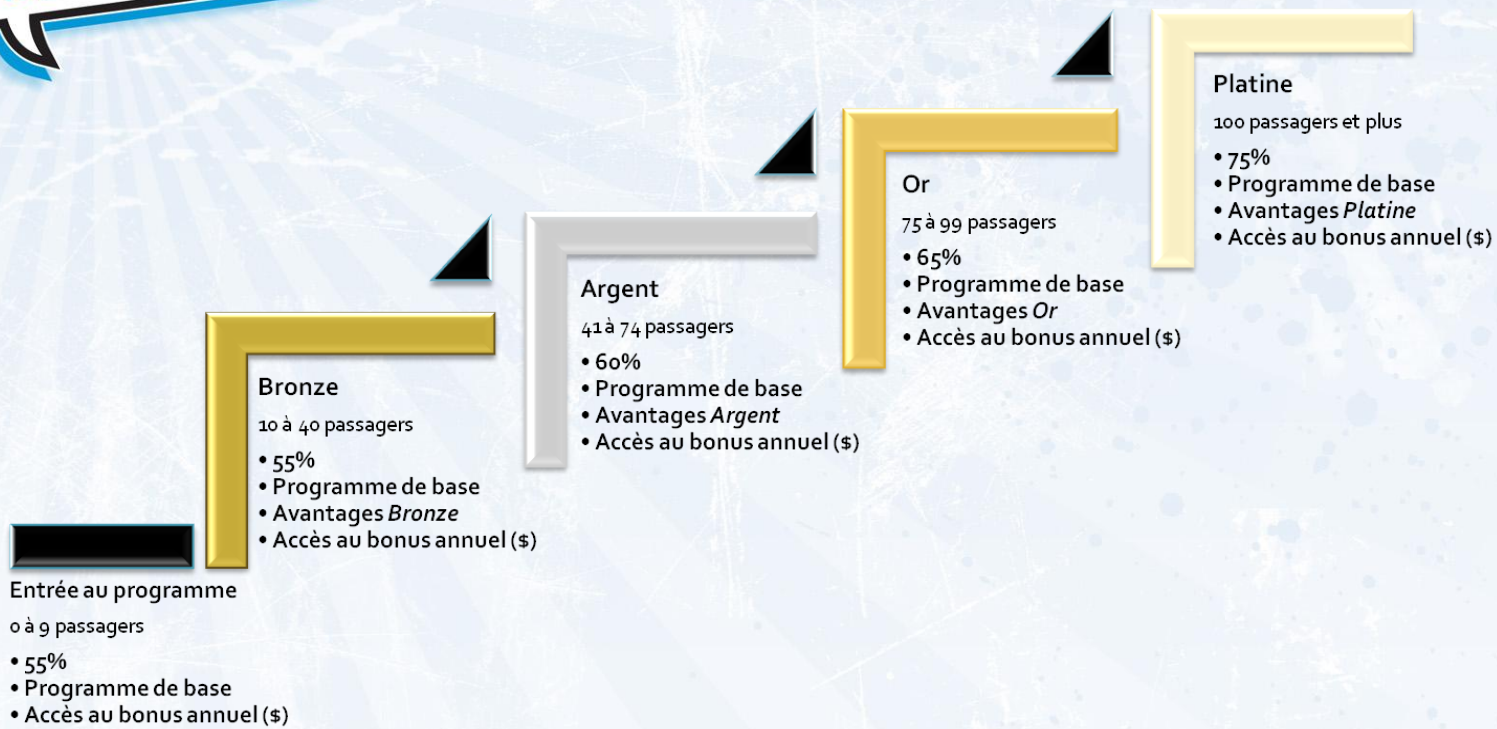 Entrée au programme
0 à 9 passagers
• 55%
• Programme de base
• Accès au bonus annuel ($)
Bronze
10 à 40 passagers
• 55%
• Programme de base
• Avantages Bronze
• Accès au bonus annuel ($)
Argent
41 à 74 passagers
• 60%
• Programme de base
• Avantages Argent
• Accès au bonus annuel ($)
Or
75 à 99 passagers
• 65%
• Programme de base
• Avantages Or
• Accès au bonus annuel ($)
Platine
100 passagers et plus
• 75%
• Programme de base
• Avantages Platine
• Accès au bonus annuel ($)